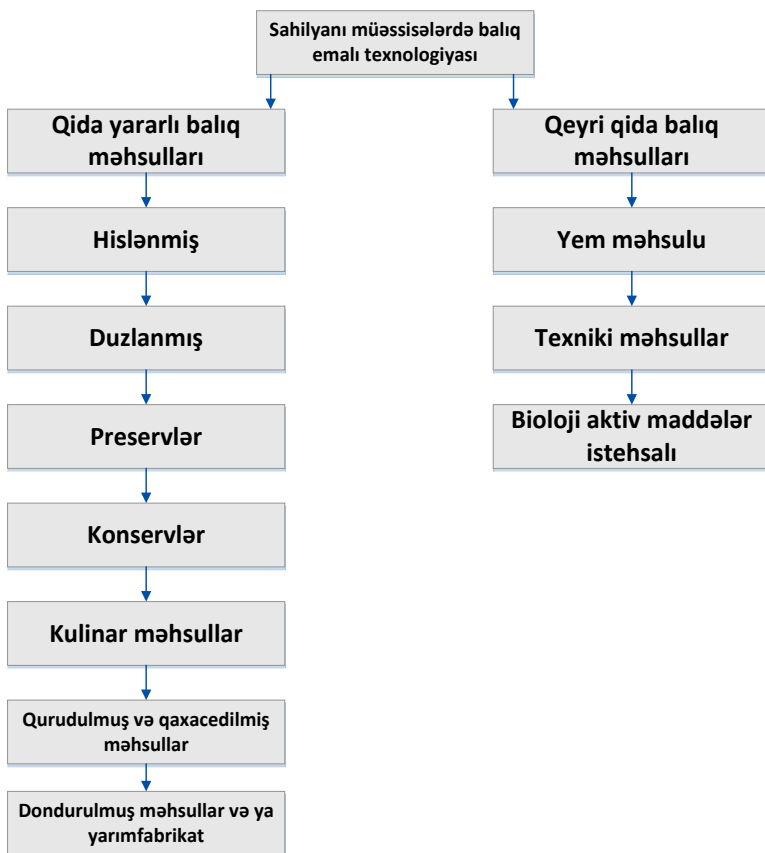 Sahilyanı müəssisələrdə balıq
emalı texnologiyası
Qida yararlı balıq
məhsulları
Hislənmiş
Duzlanmış
Preservlər
Konservlər
Kulinar məhsullar
Qurudulmuş və qaxacedilmiş
məhsullar
Dondurulmuş məhsullar və ya
yarımfabrikat
Qeyri qida balıq
məhsulları
Yem məhsulu
Texniki məhsullar
Bioloji aktiv maddələr
istehsalı